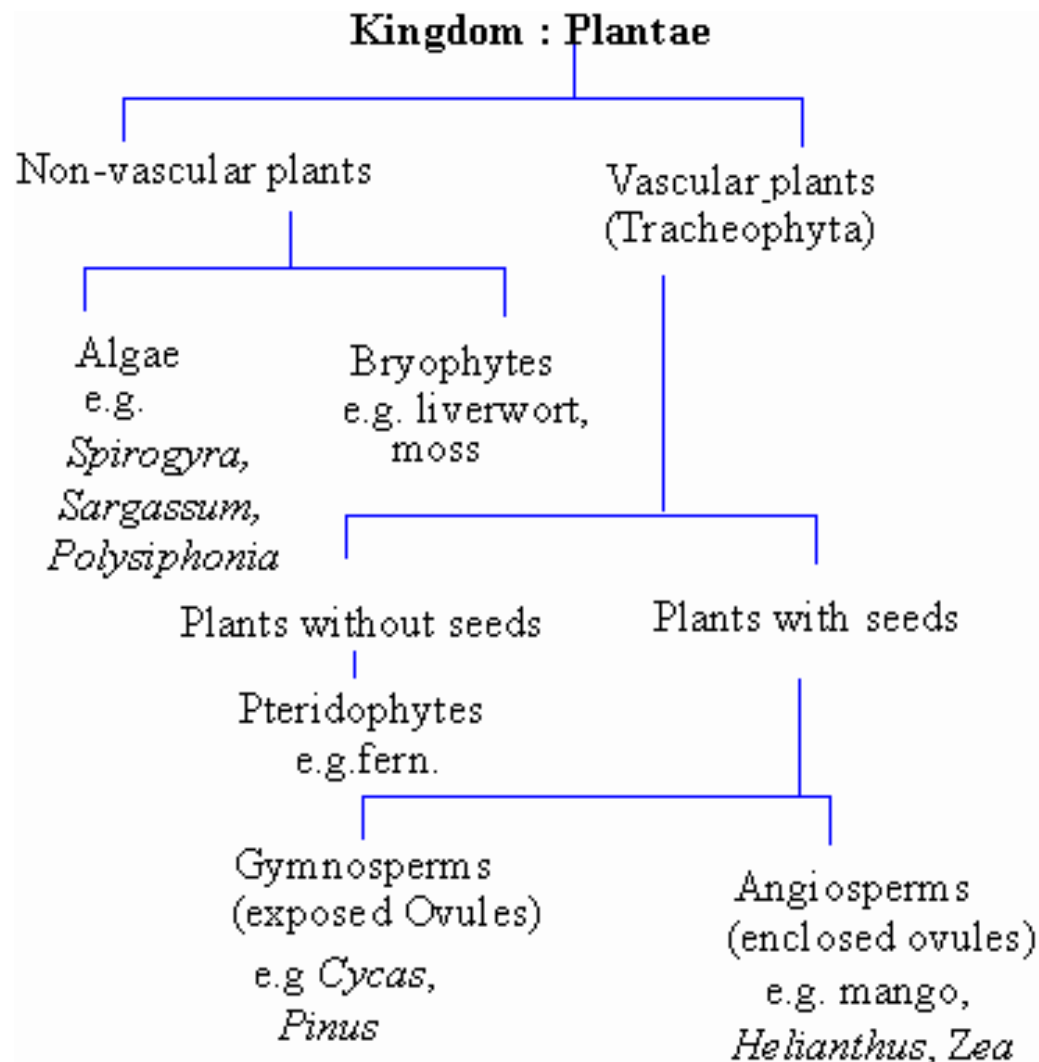 Kingdom : Plantae
Non-vascular plants
Vascular plants
(Tracheophyta)
Algae
e.g.
Spirogyra,
Sargassum,
Polysiphonia
Bryophytes
e.g. liverwort,
moss
Plants without seeds
Plants with seeds
Pteridophytes
e.g.fern.
Gymnosperms
(exposed Ovules)
e.g Cycas,
Pinus
Angiosperms
(enclosed ovules)
e.g. mango,
Helianthus, Zea